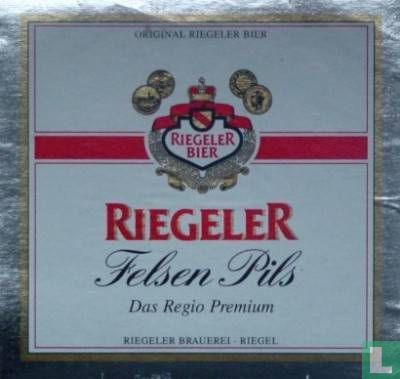 ORIGINAL RIEGELER BIER
RIEGELER
BIER
RIEGELER
Felsen Pils
Das Regio Premium
RIEGELER BRAUEREI - RIEGEL
L